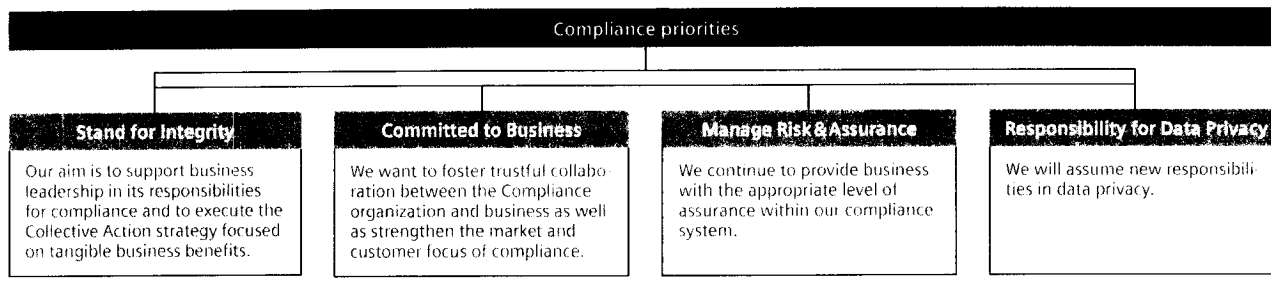 Compliance priorities
Stand for Integrity
Our aim is to support business
leadership in its responsibilities
for compliance and to execute the
Collective Action strategy focused
on tangible business benefits.
Committed to Business
We want to foster trustful collabo-
ration between the Compliance
organization and business as well
as strengthen the market and
customer focus of compliance.
Manage Risk & Assurance
We continue to provide business
with the appropriate level of
assurance within our compliance
system.
Responsibility for Data Privacy
We will assume new responsibili-
ties in data privacy.